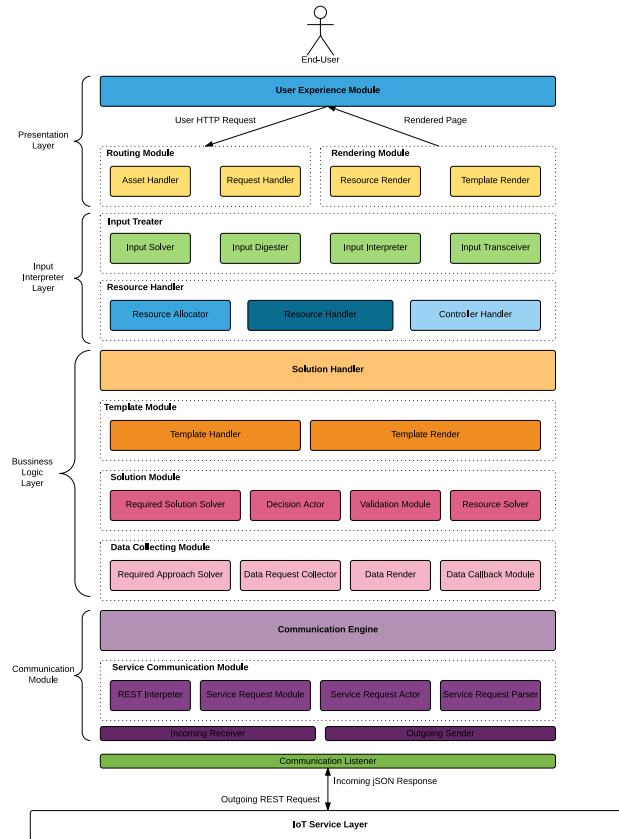 End-User
User Experience Module
User HTTP Request
Rendered Page
Presentation
Layer
Routing Module
Rendering Module
Asset Handler
Request Handler
Resource Render
Template Render
Input Treater
Input Solver
Input Digester
Input Interpreter
Input Transceiver
Input
Interpreter
Layer
Resource Handler
Resource Allocator
Resource Handler
Controller Handler
Solution Handler
Template Module
Template Handler
Template Render
Bussiness
Logic
Layer
Solution Module
Required Solution Solver
Decision Actor
Validation Module
Resource Solver
Data Collecting Module
Required Approach Solver
Data Request Collector
Data Render
Data Callback Module
Communication Engine
Communication
Module
Service Communication Module
REST Interpeter
Service Request Module
Service Request Actor
Service Request Parser
Incoming Receiver
Outgoing Sender
Communication Listener
Incoming jSON Response
Outgoing REST Request
IoT Service Layer